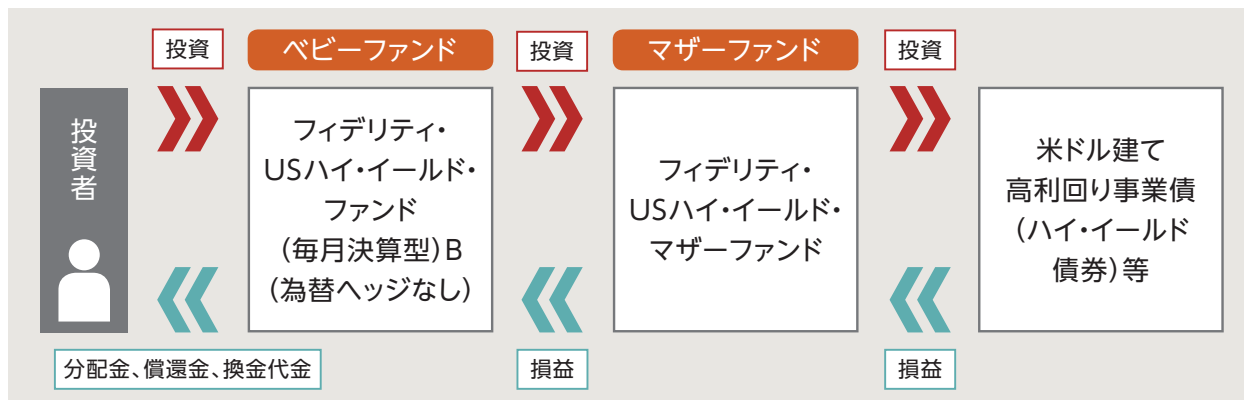 投資
ベビーファンド
投資
マザーファンド
投資
投資者
フィデリティ・
USハイ・イールド・
ファンド
(毎月決算型)B
(為替ヘッジなし)
フィデリティ・
USハイ・イールド・
マザーファンド
米ドル建て
高利回り事業債
(ハイ・イールド
債券)等
分配金、償還金、換金代金
損益
損益